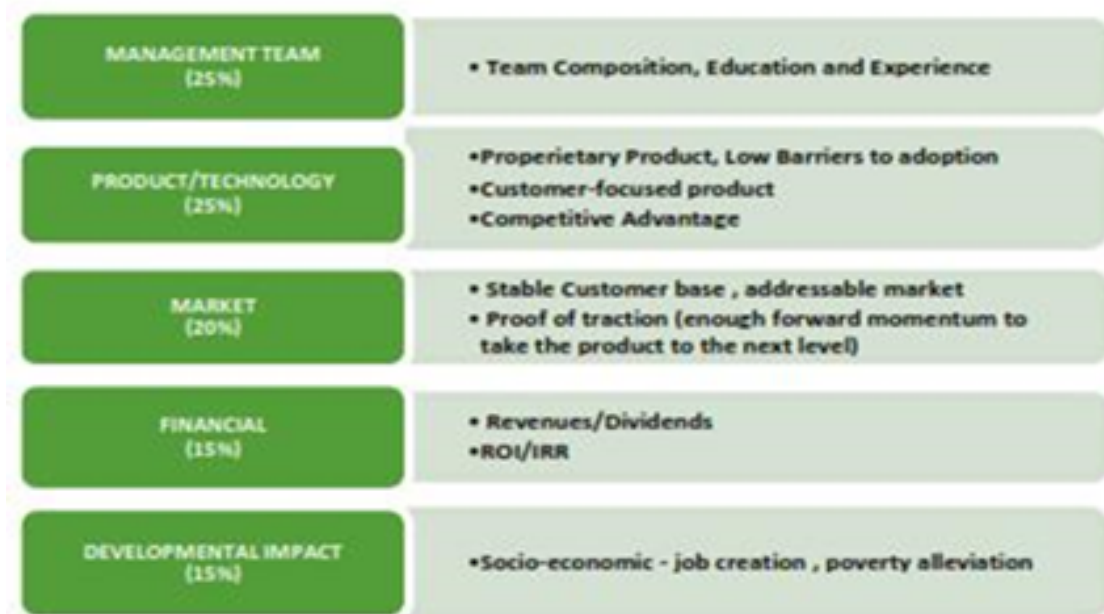 MANAGEMENT TEAM
(25%)
• Team Composition, Education and Experience
PRODUCT/TECHNOLOGY
(25%)
•Properietary Product, Low Barriers to adoption
•Customer-focused product
•Competitive Advantage
MARKET
(20%)
• Stable Customer base , addressable market
• Proof of traction (enough forward momentum to
take the product to the next level)
FINANCIAL
(15%)
• Revenues/Dividends
•ROI/IRR
DEVELOPMENTAL IMPACT
(15%)
•Socio-economic - job creation , poverty alleviation